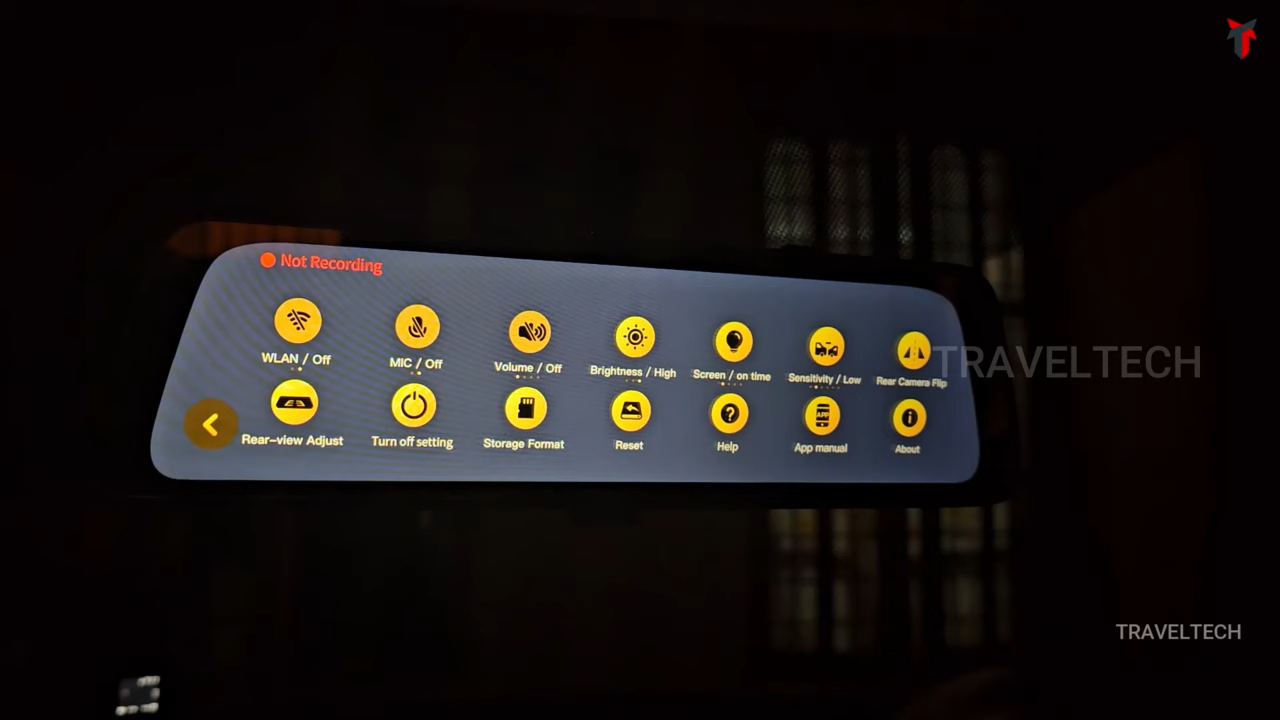 Not Recording
WLAN / Off
MIC / Off
Volume / Off
Brightness / High
Screen / on time
Sensitivity / Low
Rear Camera Flip
TRAVELTECH
Rear-view Adjust
Turn off setting
Storage Format
Reset
Help
APP
App manual
About
TRAVELTECH